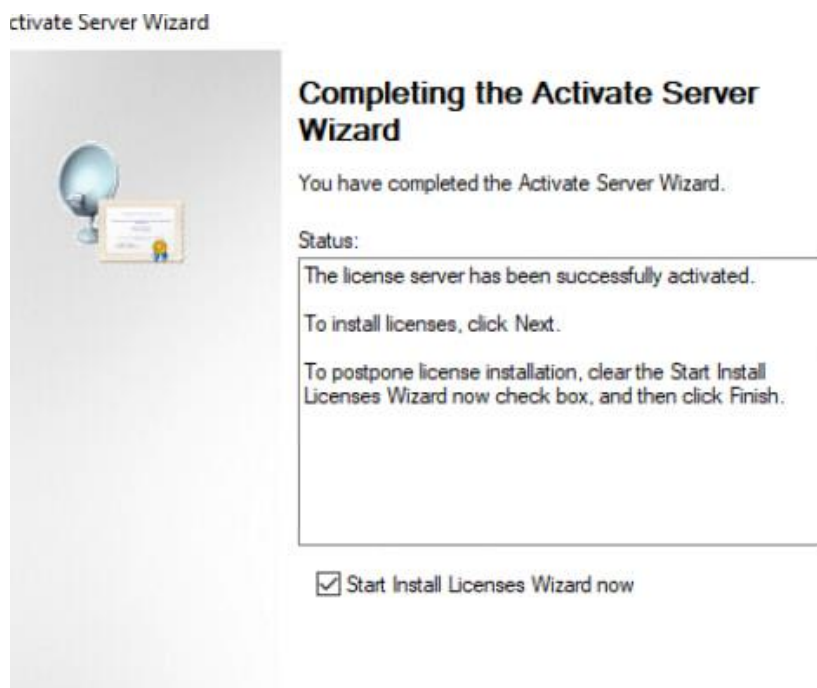 ctivate Server Wizard
Completing the Activate Server
Wizard
You have completed the Activate Server Wizard.
Status:
The license server has been successfully activated.
To install licenses, click Next.
To postpone license installation, clear the Start Install
Licenses Wizard now check box, and then click Finish.
Start Install Licenses Wizard now